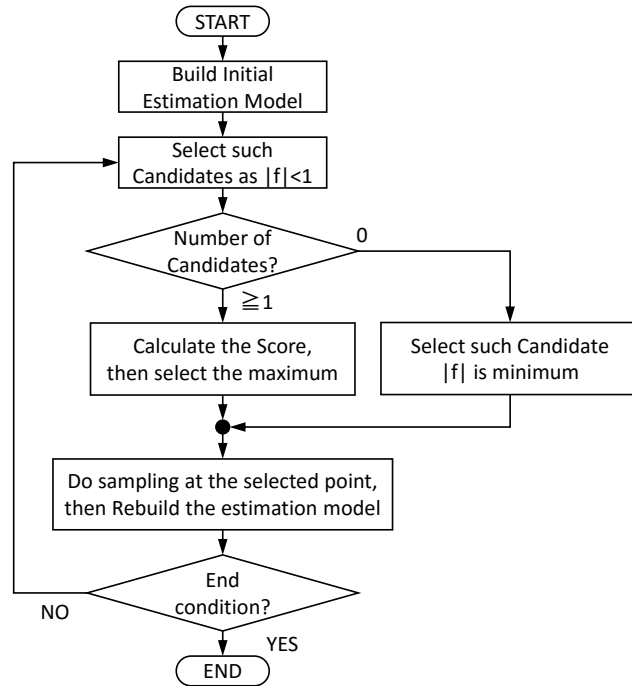 START
Build Initial
Estimation Model
Select such
Candidates as |f|<1
Number of
Candidates?
0
≧1
Calculate the Score,
then select the maximum
Select such Candidate
|f| is minimum
Do sampling at the selected point,
then Rebuild the estimation model
End
condition?
NO
YES
END